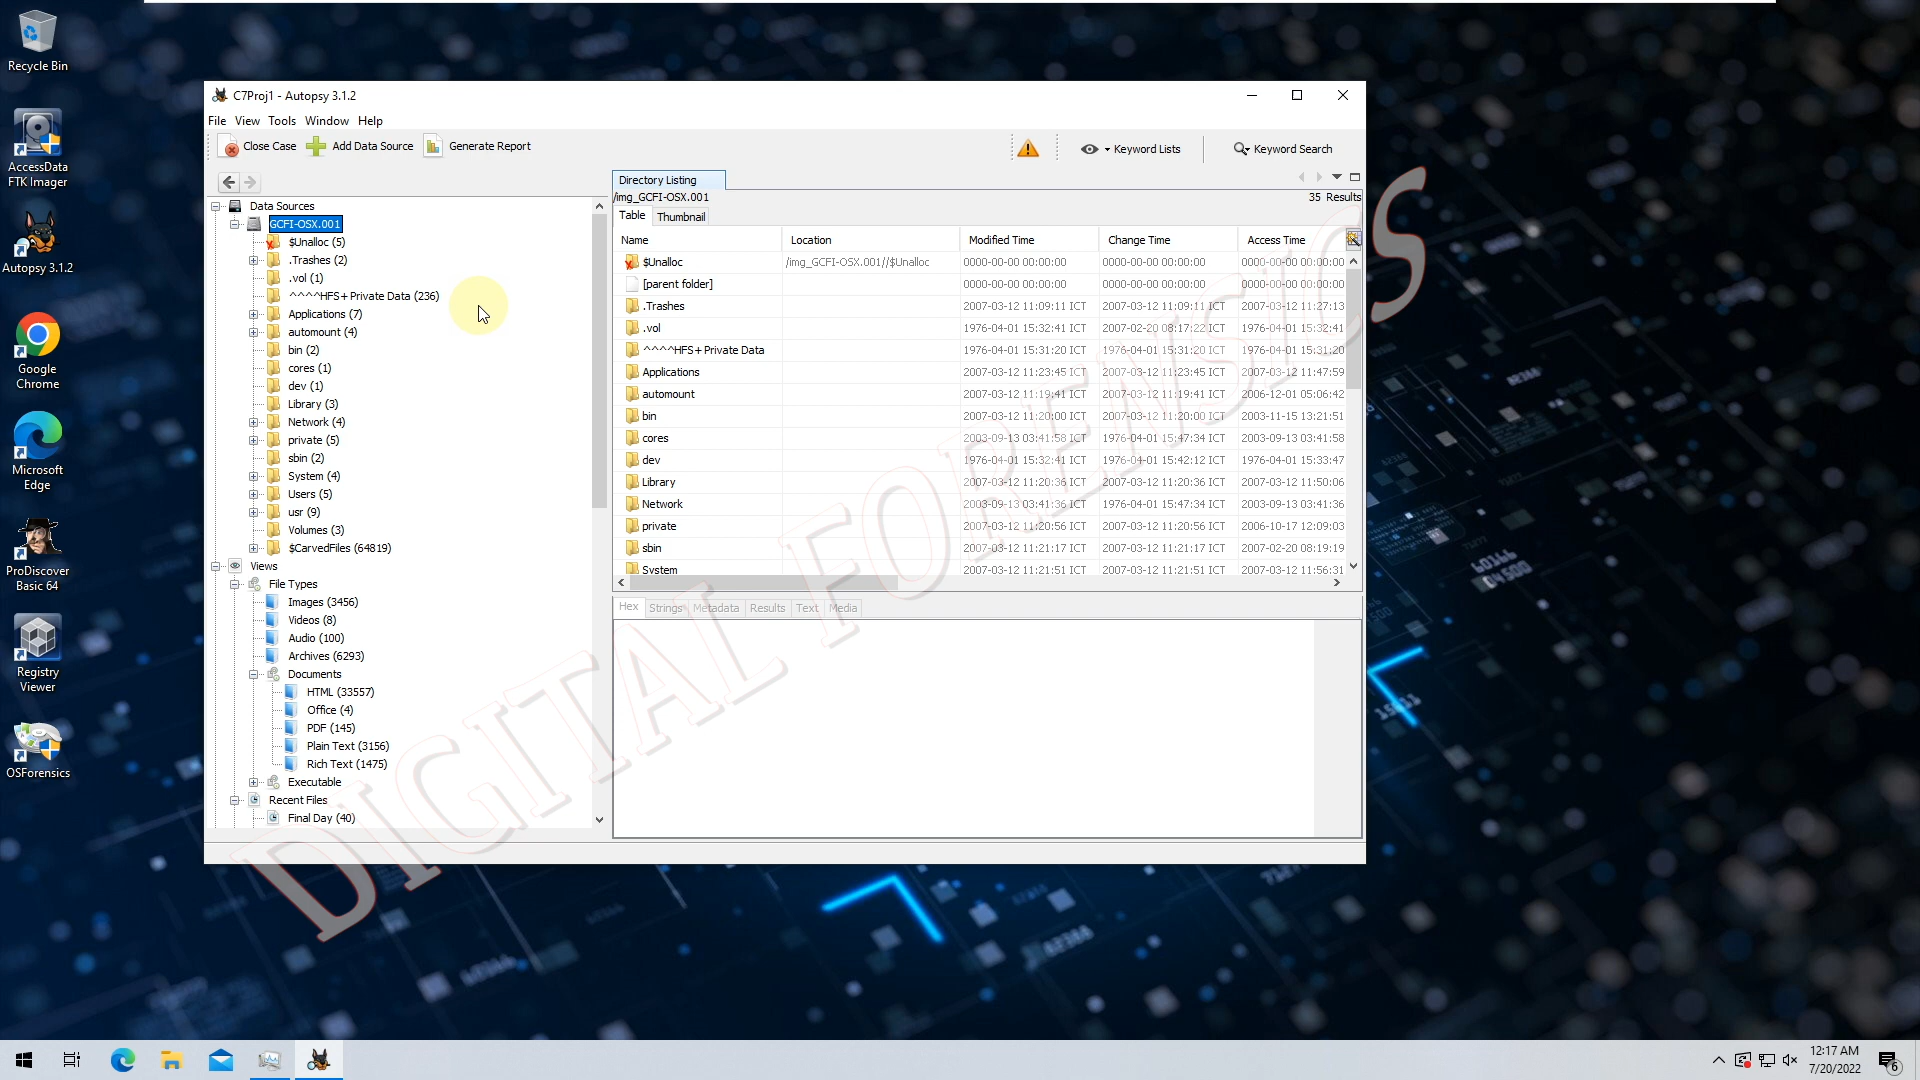 Recycle Bin
AccessData
FTK Imager
Autopsy 3.1.2
Google
Chrome
Microsoft
Edge
ProDiscover
Basic 64
Registry
Viewer
OSForensics
C7Proj1 - Autopsy 3.1.2
File View Tools Window Help
Close Case Add Data Source Generate Report
Keyword Lists Keyword Search
Data Sources
GCFI-OSX.001
$Unalloc (5)
.Trashes (2)
.vol (1)
^^^^HFS+ Private Data (236)
Applications (7)
automount (4)
bin (2)
cores (1)
dev (1)
Library (3)
Network (4)
private (5)
sbin (2)
System (4)
Users (5)
usr (9)
Volumes (3)
$CarvedFiles (64819)
Views
File Types
Images (3456)
Videos (8)
Audio (100)
Archives (6293)
Documents
HTML (33557)
Office (4)
PDF (145)
Plain Text (3156)
Rich Text (1475)
Executable
Recent Files
Final Day (40)
Directory Listing
/img_GCFI-OSX.001 35 Results
Table Thumbnail
Name Location Modified Time Change Time Access Time
$Unalloc /img_GCFI-OSX.001//$Unalloc 0000-00-00 00:00:00 0000-00-00 00:00:00 0000-00-00 00:00:00
[parent folder] 0000-00-00 00:00:00 0000-00-00 00:00:00 0000-00-00 00:00:00
.Trashes 2007-03-12 11:09:11 ICT 2007-03-12 11:09:11 ICT 2007-03-12 11:27:13
.vol 1976-04-01 15:32:41 ICT 2007-02-20 08:17:22 ICT 1976-04-01 15:32:41
^^^^HFS+ Private Data 1976-04-01 15:31:20 ICT 1976-04-01 15:31:20 ICT 1976-04-01 15:31:20
Applications 2007-03-12 11:23:45 ICT 2007-03-12 11:23:45 ICT 2007-03-12 11:47:59
automount 2007-03-12 11:19:41 ICT 2007-03-12 11:19:41 ICT 2006-12-01 05:06:42
bin 2007-03-12 11:20:00 ICT 2007-03-12 11:20:00 ICT 2003-11-15 13:21:51
cores 2003-09-13 03:41:58 ICT 1976-04-01 15:47:34 ICT 2003-09-13 03:41:58
dev 1976-04-01 15:32:41 ICT 1976-04-01 15:42:12 ICT 1976-04-01 15:33:47
Library 2007-03-12 11:20:36 ICT 2007-03-12 11:20:36 ICT 2007-03-12 11:50:06
Network 2003-09-13 03:41:36 ICT 1976-04-01 15:47:34 ICT 2003-09-13 03:41:36
private 2007-03-12 11:20:56 ICT 2007-03-12 11:20:56 ICT 2006-10-17 12:09:03
sbin 2007-03-12 11:21:17 ICT 2007-03-12 11:21:17 ICT 2007-02-20 08:19:19
System 2007-03-12 11:21:51 ICT 2007-03-12 11:21:51 ICT 2007-03-12 11:56:31
Hex Strings Metadata Results Text Media
DIGITAL FORENSICS
12:17 AM
7/20/2022
6